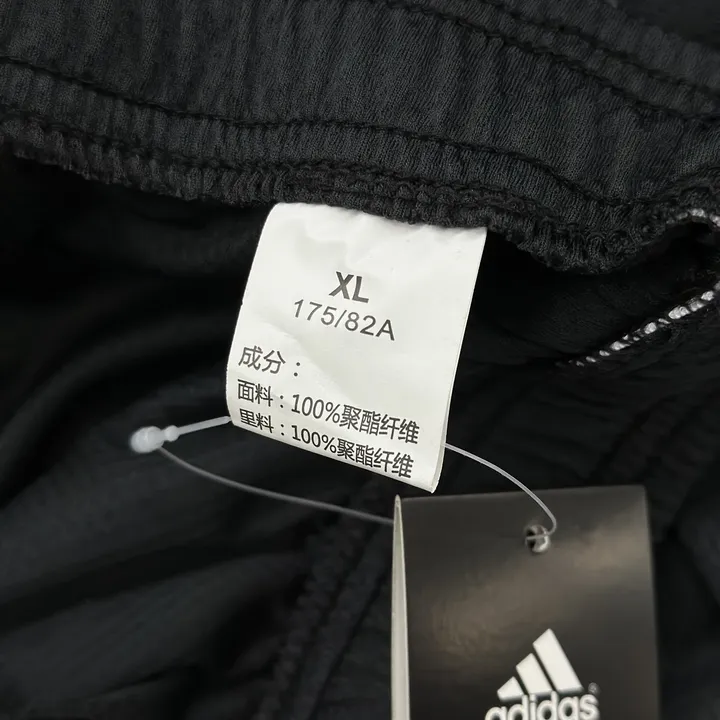 XL
175/82A
成分：
面料：100%聚酯纤维
里料：100%聚酯纤维
adidas